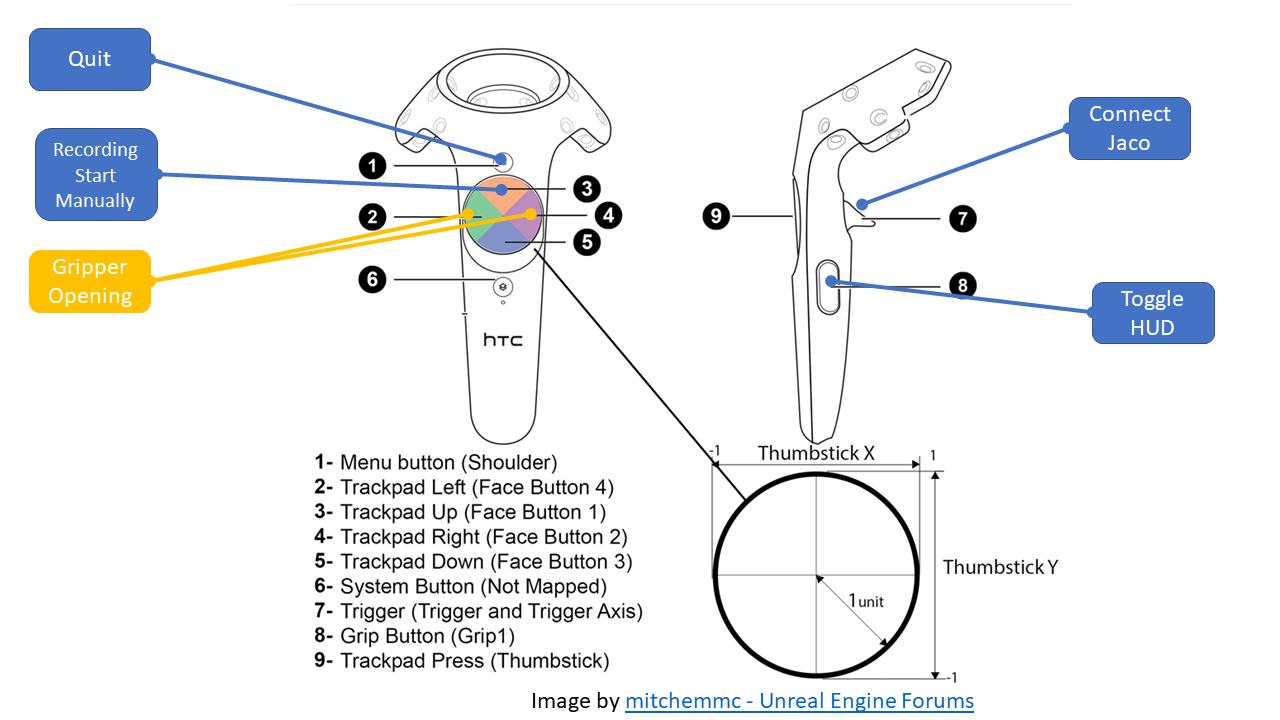 Quit
Recording
Start
Manually
Gripper
Opening
Connect
Jaco
Toggle
HUD
1
2
3
4
5
6
7
8
9
hTC
1- Menu button (Shoulder)
2- Trackpad Left (Face Button 4)
3- Trackpad Up (Face Button 1)
4- Trackpad Right (Face Button 2)
5- Trackpad Down (Face Button 3)
6- System Button (Not Mapped)
7- Trigger (Trigger and Trigger Axis)
8- Grip Button (Grip1)
9- Trackpad Press (Thumbstick)
-1 Thumbstick X 1
Thumbstick Y
1 unit
-1
Image by mitchemmc - Unreal Engine Forums